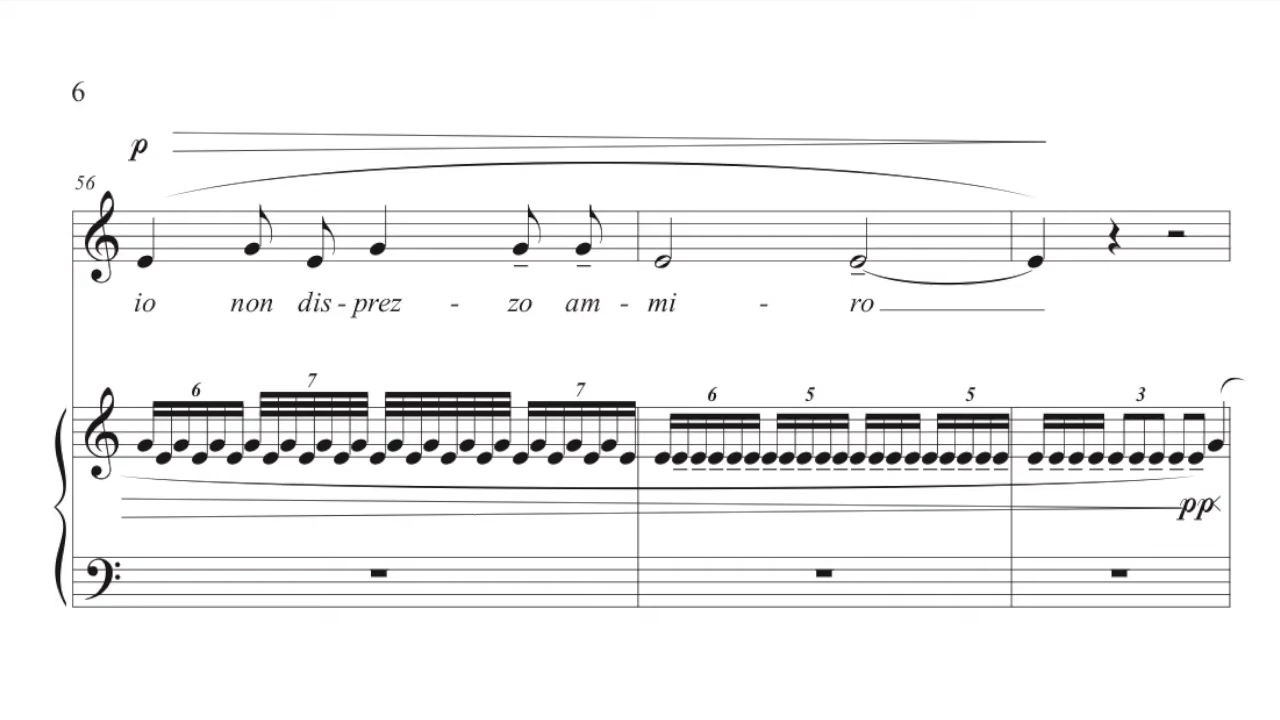 6
p
56
io non dis - prez - zo am - mi - ro
6 7 7 6 5 5 3
pp